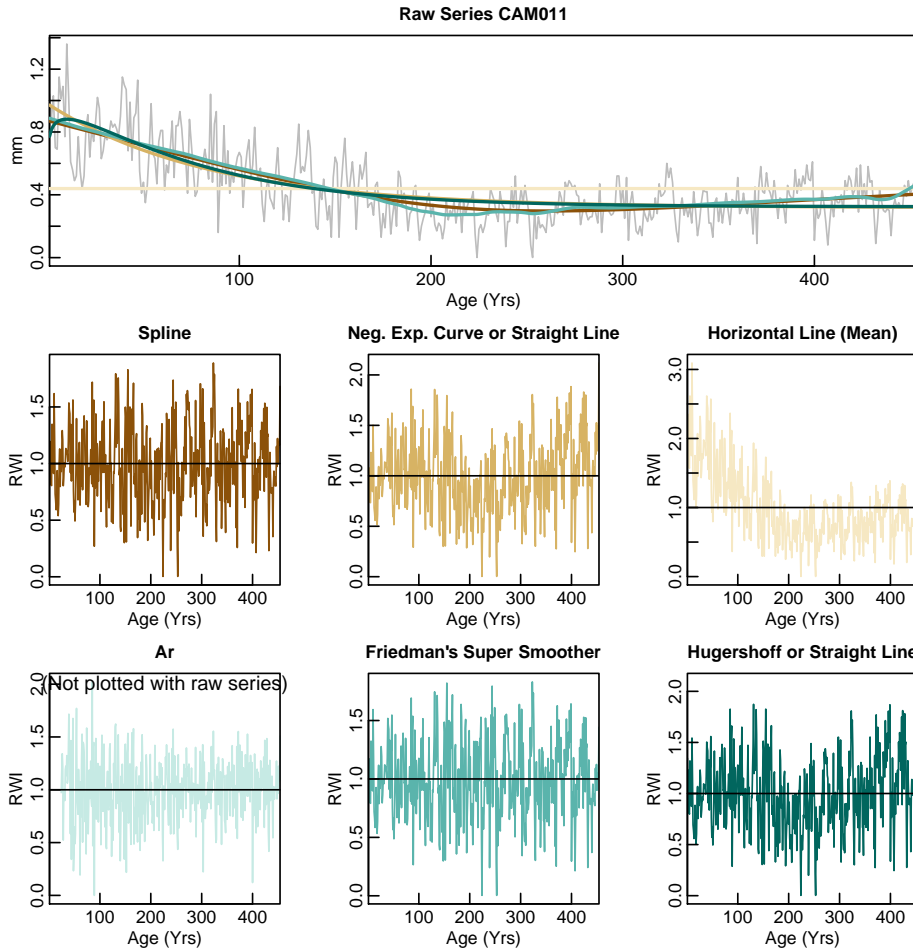 Raw Series CAM011
mm
0.0 0.4 0.8 1.2
100 200 300 400
Age (Yrs)
Spline
RWI
0.0 0.5 1.0 1.5
100 200 300 400
Age (Yrs)
Neg. Exp. Curve or Straight Line
RWI
0.0 0.5 1.0 1.5 2.0
100 200 300 400
Age (Yrs)
Horizontal Line (Mean)
RWI
0.0 1.0 2.0 3.0
100 200 300 400
Age (Yrs)
Ar
(Not plotted with raw series)
RWI
0.0 0.5 1.0 1.5 2.0
100 200 300 400
Age (Yrs)
Friedman's Super Smoother
RWI
0.0 0.5 1.0 1.5
100 200 300 400
Age (Yrs)
Hugershoff or Straight Line
RWI
0.0 0.5 1.0 1.5 2.0
100 200 300 400
Age (Yrs)